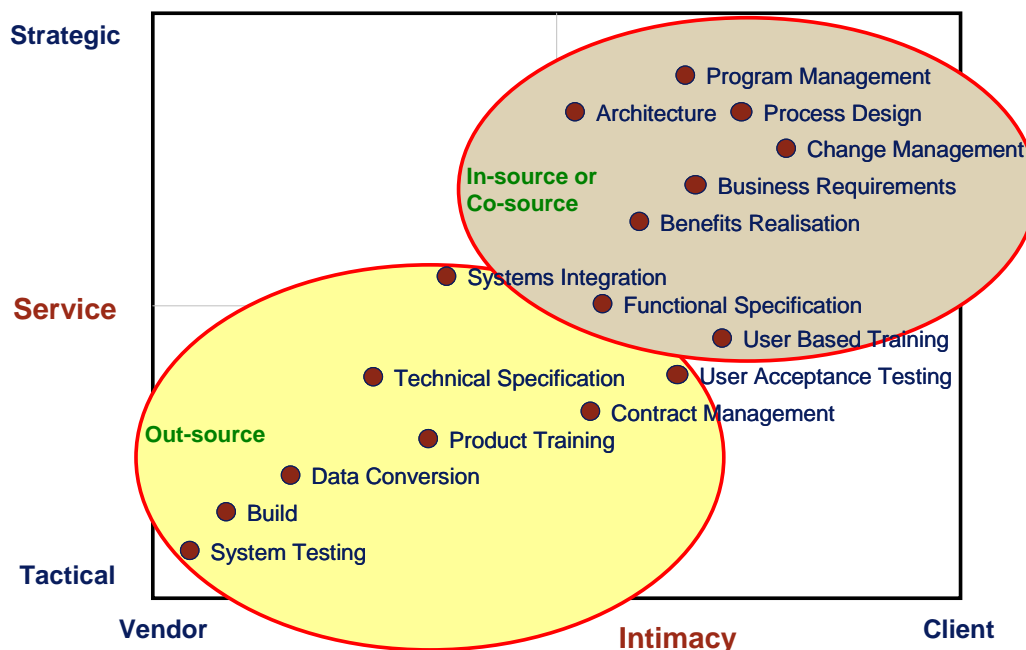 Strategic
Program Management
Architecture
Process Design
Change Management
In-source or
Co-source
Business Requirements
Benefits Realisation
Systems Integration
Service
Functional Specification
User Based Training
Technical Specification
User Acceptance Testing
Contract Management
Out-source
Product Training
Data Conversion
Build
System Testing
Tactical
Vendor
Intimacy
Client